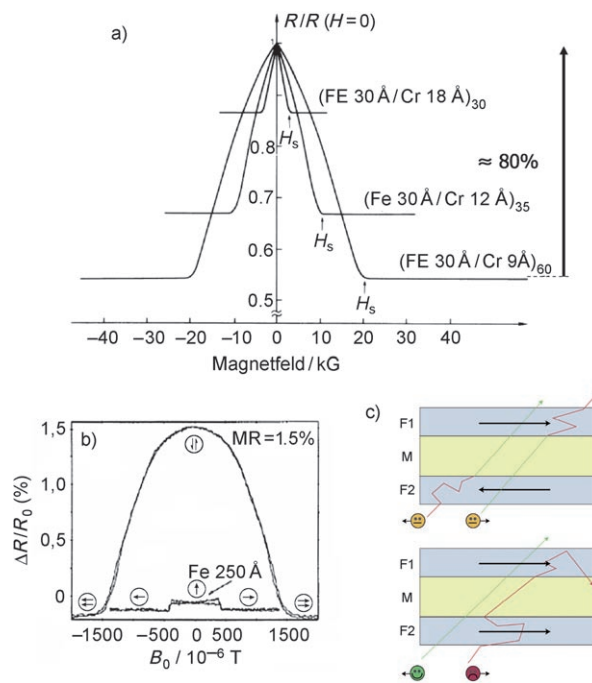 a)
R/R (H=0)
1
(FE 30 Å/Cr 18 Å)30
Hs
0.8
≈ 80%
0.7
(Fe 30 Å/Cr 12 Å)35
Hs
0.6
(FE 30 Å/Cr 9Å)60
Hs
0.5
≈
−40 −30 −20 −10 0 10 20 30 40
Magnetfeld / kG
b)
MR=1.5%
1,5
1,0
0,5
0
ΔR/R0 (%)
Fe 250 Å
−1500 −500 0 500 1500
B0 / 10−6 T
c)
F1
M
F2
F1
M
F2